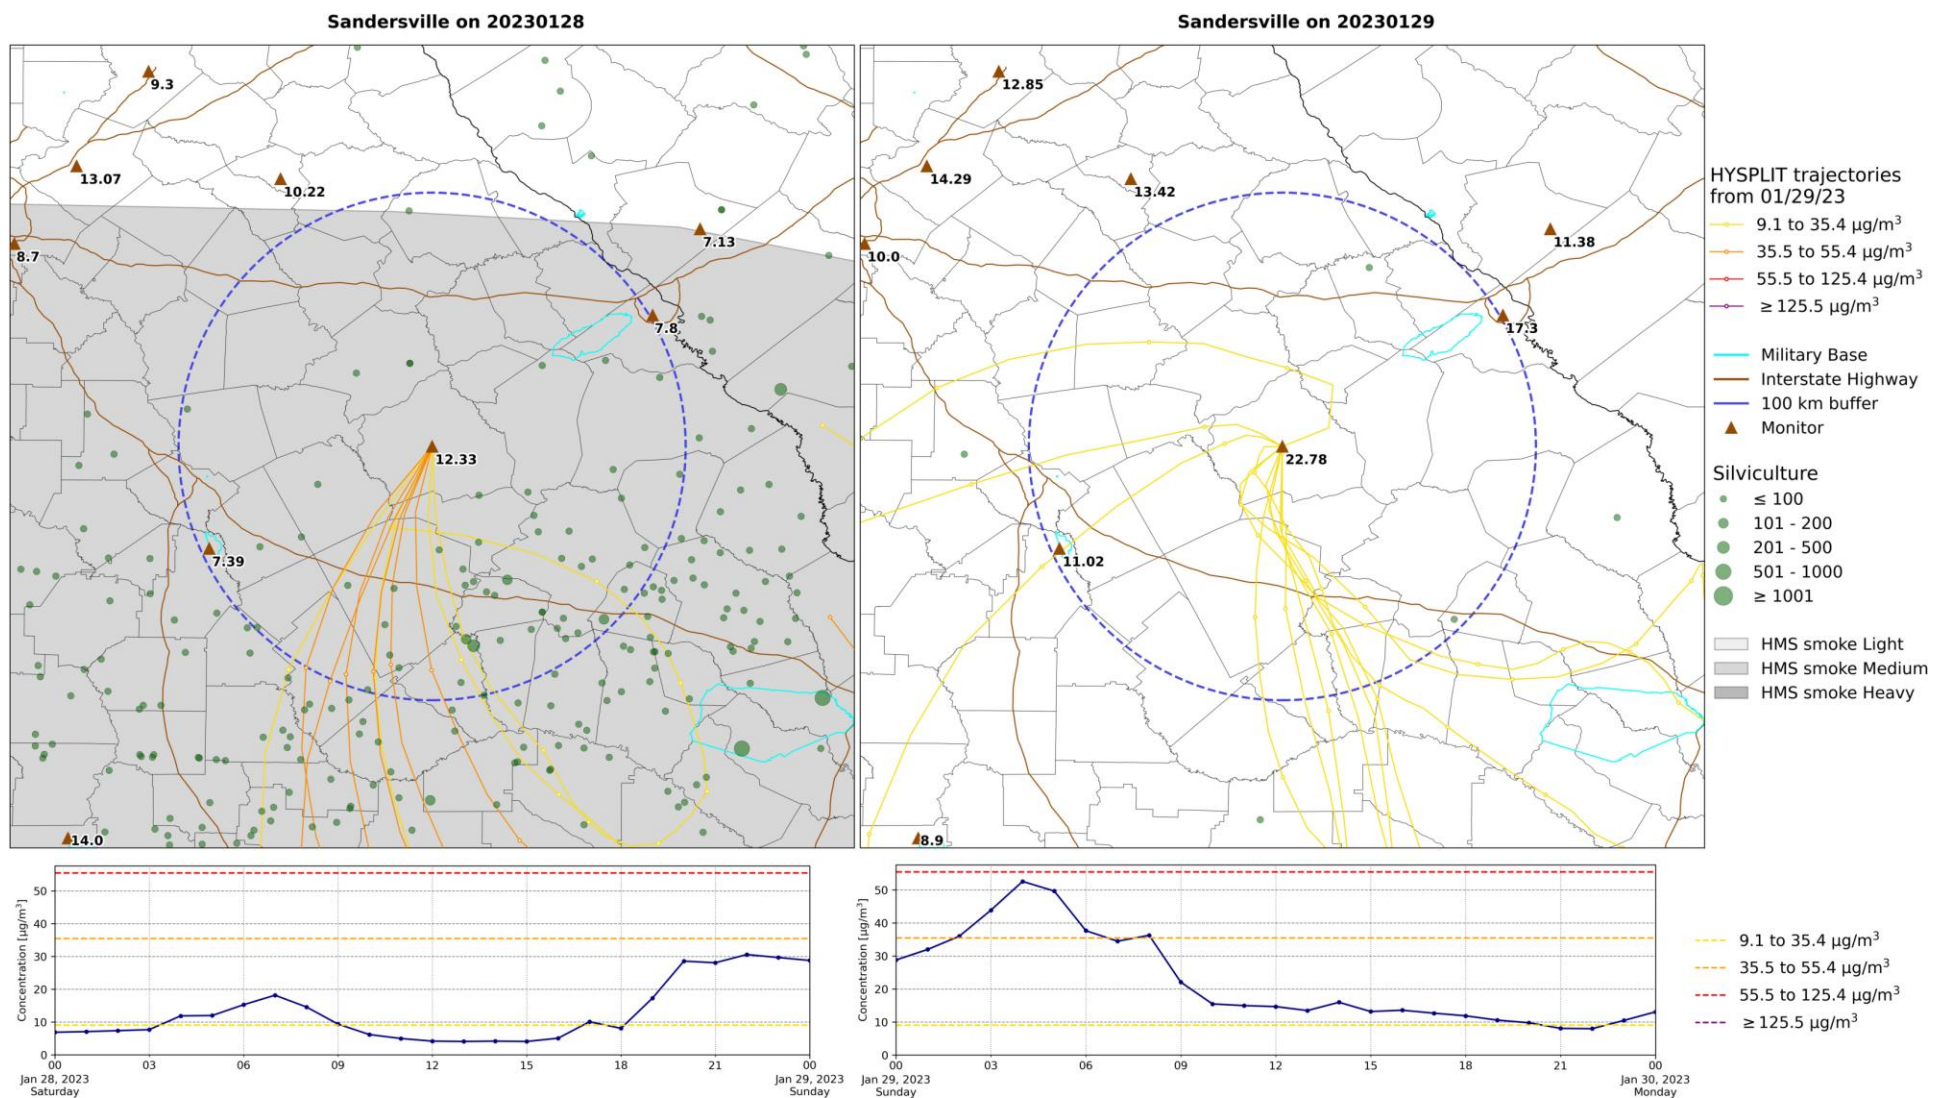 Sandersville on 20230128
9.3
13.07
10.22
8.7
7.13
7.8
12.33
7.39
14.0
Sandersville on 20230129
12.85
14.29
13.42
10.0
11.38
17.3
22.78
11.02
8.9
HYSPLIT trajectories
from 01/29/23
9.1 to 35.4 µg/m³
35.5 to 55.4 µg/m³
55.5 to 125.4 µg/m³
≥ 125.5 µg/m³
Military Base
Interstate Highway
100 km buffer
Monitor
Silviculture
≤ 100
101 - 200
201 - 500
501 - 1000
≥ 1001
HMS smoke Light
HMS smoke Medium
HMS smoke Heavy
Concentration [µg/m³]
50
40
30
20
10
0
00 03 06 09 12 15 18 21 00
Jan 28, 2023 Jan 29, 2023
Saturday Sunday
Concentration [µg/m³]
50
40
30
20
10
0
00 03 06 09 12 15 18 21 00
Jan 29, 2023 Jan 30, 2023
Sunday Monday
9.1 to 35.4 µg/m³
35.5 to 55.4 µg/m³
55.5 to 125.4 µg/m³
≥ 125.5 µg/m³